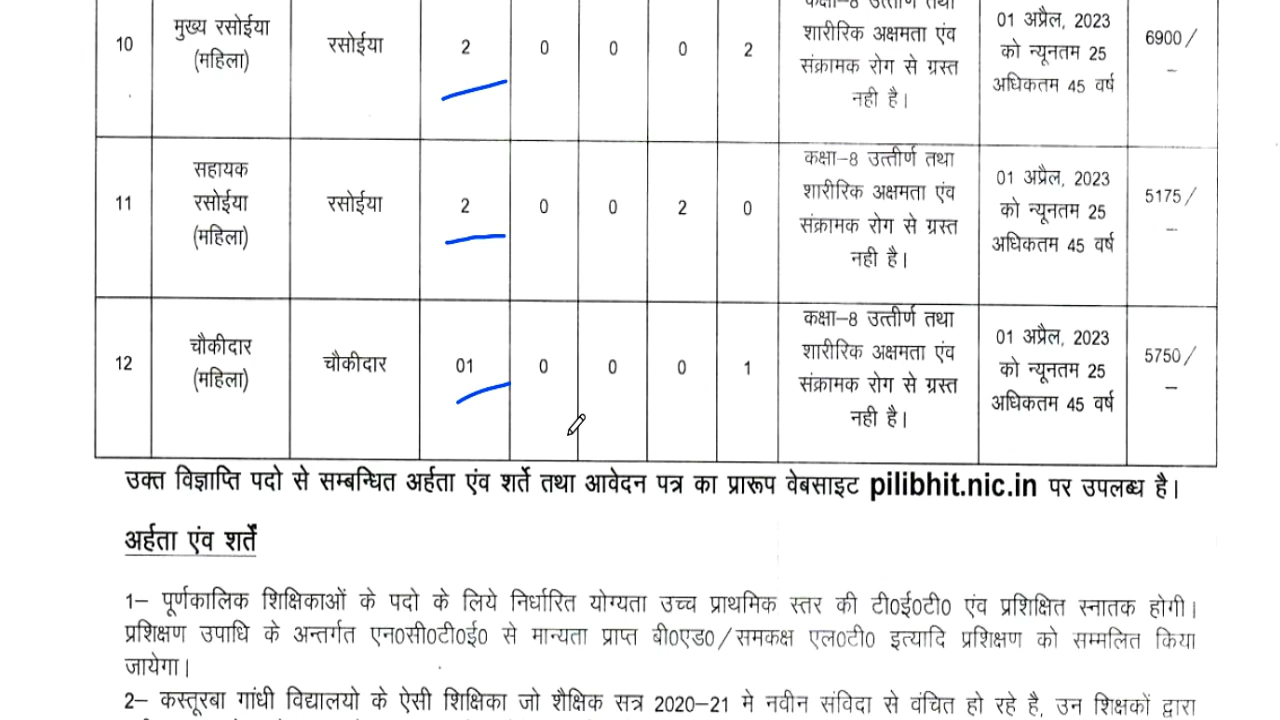 10 मुख्य रसोईया (महिला) रसोईया 2 0 0 0 2 कक्षा–8 उत्तीर्ण तथा शारीरिक अक्षमता एंव संक्रामक रोग से ग्रस्त नही है। 01 अप्रैल, 2023 को न्यूनतम 25 अधिकतम 45 वर्ष 6900/–
11 सहायक रसोईया (महिला) रसोईया 2 0 0 2 0 कक्षा–8 उत्तीर्ण तथा शारीरिक अक्षमता एंव संक्रामक रोग से ग्रस्त नही है। 01 अप्रैल, 2023 को न्यूनतम 25 अधिकतम 45 वर्ष 5175/–
12 चौकीदार (महिला) चौकीदार 01 0 0 0 1 कक्षा–8 उत्तीर्ण तथा शारीरिक अक्षमता एंव संक्रामक रोग से ग्रस्त नही है। 01 अप्रैल, 2023 को न्यूनतम 25 अधिकतम 45 वर्ष 5750/–
उक्त विज्ञाप्ति पदो से सम्बन्धित अर्हता एंव शर्ते तथा आवेदन पत्र का प्रारूप वेबसाइट pilibhit.nic.in पर उपलब्ध है।
अर्हता एंव शर्ते
1– पूर्णकालिक शिक्षिकाओं के पदो के लिये निर्धारित योग्यता उच्च प्राथमिक स्तर की टी0ई0टी0 एंव प्रशिक्षित स्नातक होगी।
प्रशिक्षण उपाधि के अन्तर्गत एन0सी0टी0ई0 से मान्यता प्राप्त बी0एड0/समकक्ष एल0टी0 इत्यादि प्रशिक्षण को सम्मलित किया
जायेगा।
2– कस्तूरबा गांधी विद्यालयो के ऐसी शिक्षिका जो शैक्षिक सत्र 2020–21 मे नवीन संविदा से वंचित हो रहे है, उन शिक्षकों द्वारा